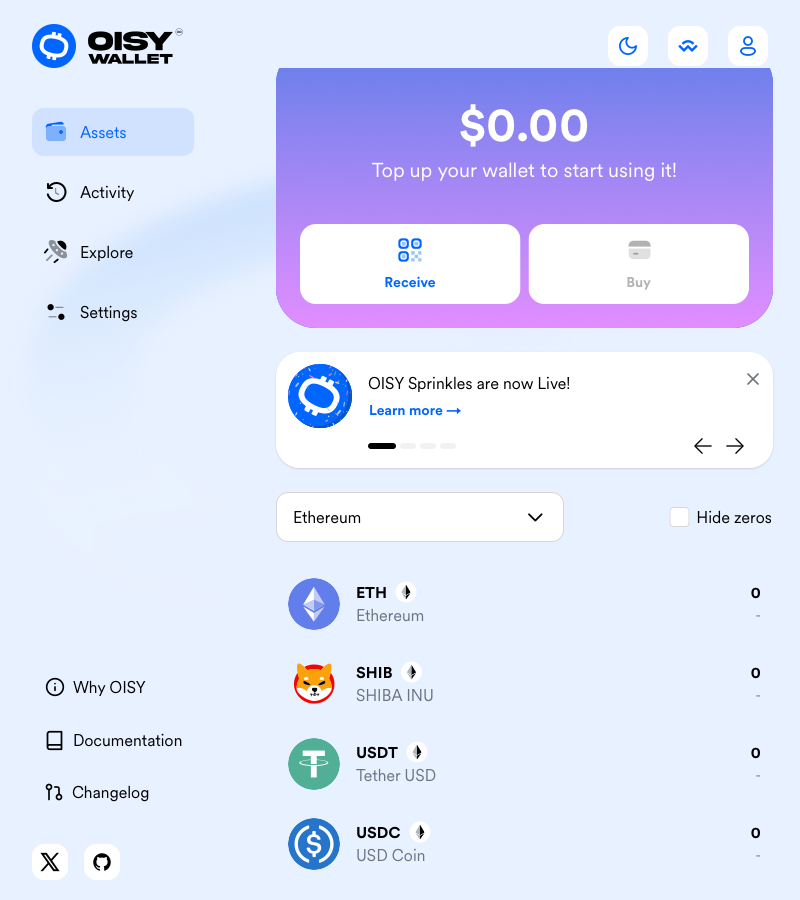 OISY
WALLET
Assets
Activity
Explore
Settings
Why OISY
Documentation
Changelog
$0.00
Top up your wallet to start using it!
Receive
Buy
OISY Sprinkles are now Live!
Learn more →
Ethereum
Hide zeros
ETH
0
Ethereum
-
SHIB
0
SHIBA INU
-
USDT
0
Tether USD
-
USDC
0
USD Coin
-